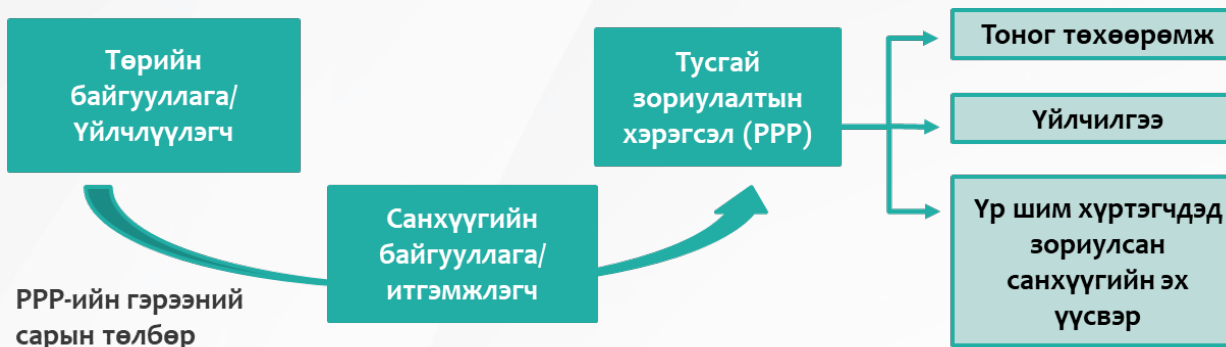 Төрийн
байгууллага/
Үйлчлүүлэгч
Санхүүгийн
байгууллага/
итгэмжлэгч
PPP-ийн гэрээний
сарын төлбөр
Тусгай
зориулалтын
хэрэгсэл (PPP)
Тоног төхөөрөмж
Үйлчилгээ
Үр шим хүртэгчдэд
зориулсан
санхүүгийн эх
үүсвэр